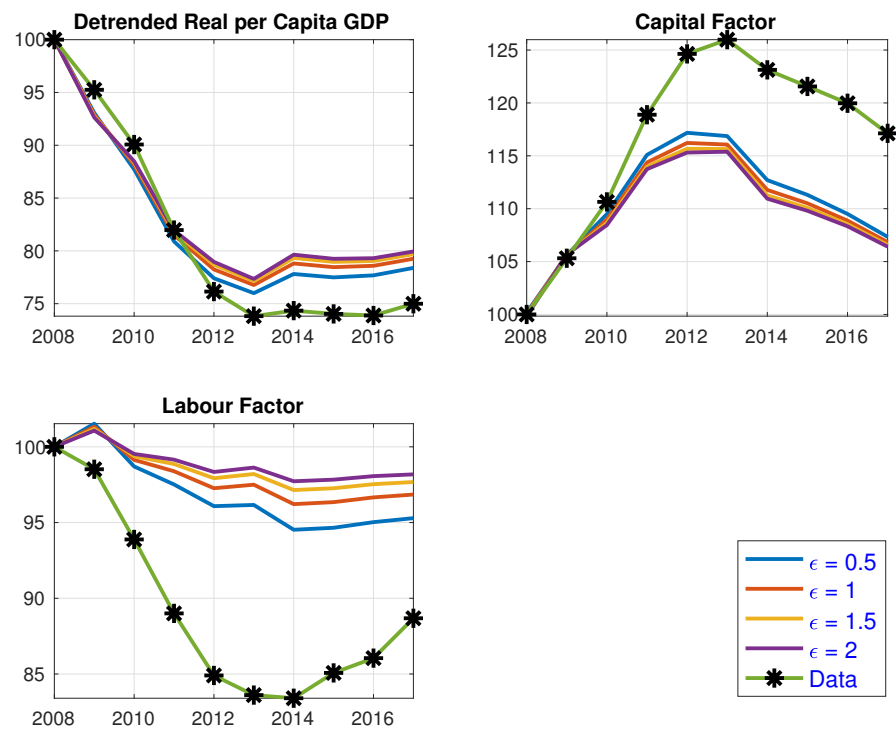 Detrended Real per Capita GDP
100
95
90
85
80
75
2008 2010 2012 2014 2016
Capital Factor
125
120
115
110
105
100
2008 2010 2012 2014 2016
Labour Factor
100
95
90
85
2008 2010 2012 2014 2016
ϵ = 0.5
ϵ = 1
ϵ = 1.5
ϵ = 2
Data